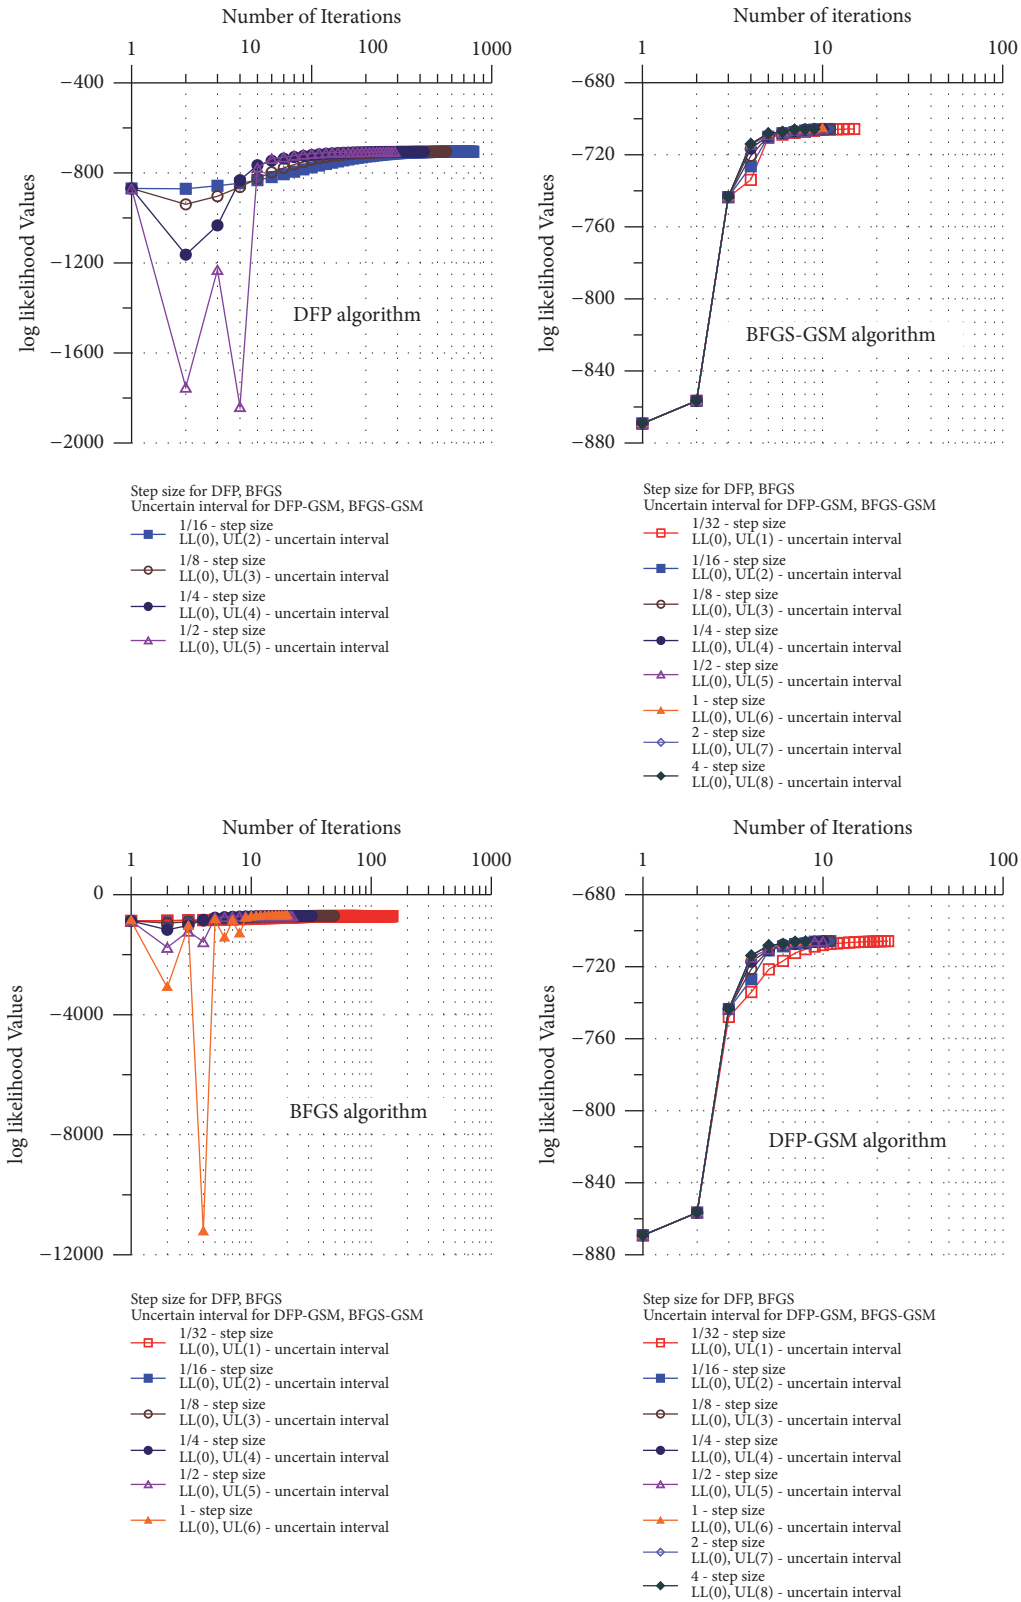 Number of Iterations
1 10 100 1000
−400
−800
−1200
−1600
−2000
log likelihood Values
DFP algorithm
Step size for DFP, BFGS
Uncertain interval for DFP-GSM, BFGS-GSM
1/16 - step size
LL(0), UL(2) - uncertain interval
1/8 - step size
LL(0), UL(3) - uncertain interval
1/4 - step size
LL(0), UL(4) - uncertain interval
1/2 - step size
LL(0), UL(5) - uncertain interval
Number of iterations
1 10 100
−680
−720
−760
−800
−840
−880
log likelihood Values
BFGS-GSM algorithm
Step size for DFP, BFGS
Uncertain interval for DFP-GSM, BFGS-GSM
1/32 - step size
LL(0), UL(1) - uncertain interval
1/16 - step size
LL(0), UL(2) - uncertain interval
1/8 - step size
LL(0), UL(3) - uncertain interval
1/4 - step size
LL(0), UL(4) - uncertain interval
1/2 - step size
LL(0), UL(5) - uncertain interval
1 - step size
LL(0), UL(6) - uncertain interval
2 - step size
LL(0), UL(7) - uncertain interval
4 - step size
LL(0), UL(8) - uncertain interval
Number of Iterations
1 10 100 1000
0
−4000
−8000
−12000
log likelihood Values
BFGS algorithm
Step size for DFP, BFGS
Uncertain interval for DFP-GSM, BFGS-GSM
1/32 - step size
LL(0), UL(1) - uncertain interval
1/16 - step size
LL(0), UL(2) - uncertain interval
1/8 - step size
LL(0), UL(3) - uncertain interval
1/4 - step size
LL(0), UL(4) - uncertain interval
1/2 - step size
LL(0), UL(5) - uncertain interval
1 - step size
LL(0), UL(6) - uncertain interval
Number of Iterations
1 10 100
−680
−720
−760
−800
−840
−880
log likelihood Values
DFP-GSM algorithm
Step size for DFP, BFGS
Uncertain interval for DFP-GSM, BFGS-GSM
1/32 - step size
LL(0), UL(1) - uncertain interval
1/16 - step size
LL(0), UL(2) - uncertain interval
1/8 - step size
LL(0), UL(3) - uncertain interval
1/4 - step size
LL(0), UL(4) - uncertain interval
1/2 - step size
LL(0), UL(5) - uncertain interval
1 - step size
LL(0), UL(6) - uncertain interval
2 - step size
LL(0), UL(7) - uncertain interval
4 - step size
LL(0), UL(8) - uncertain interval